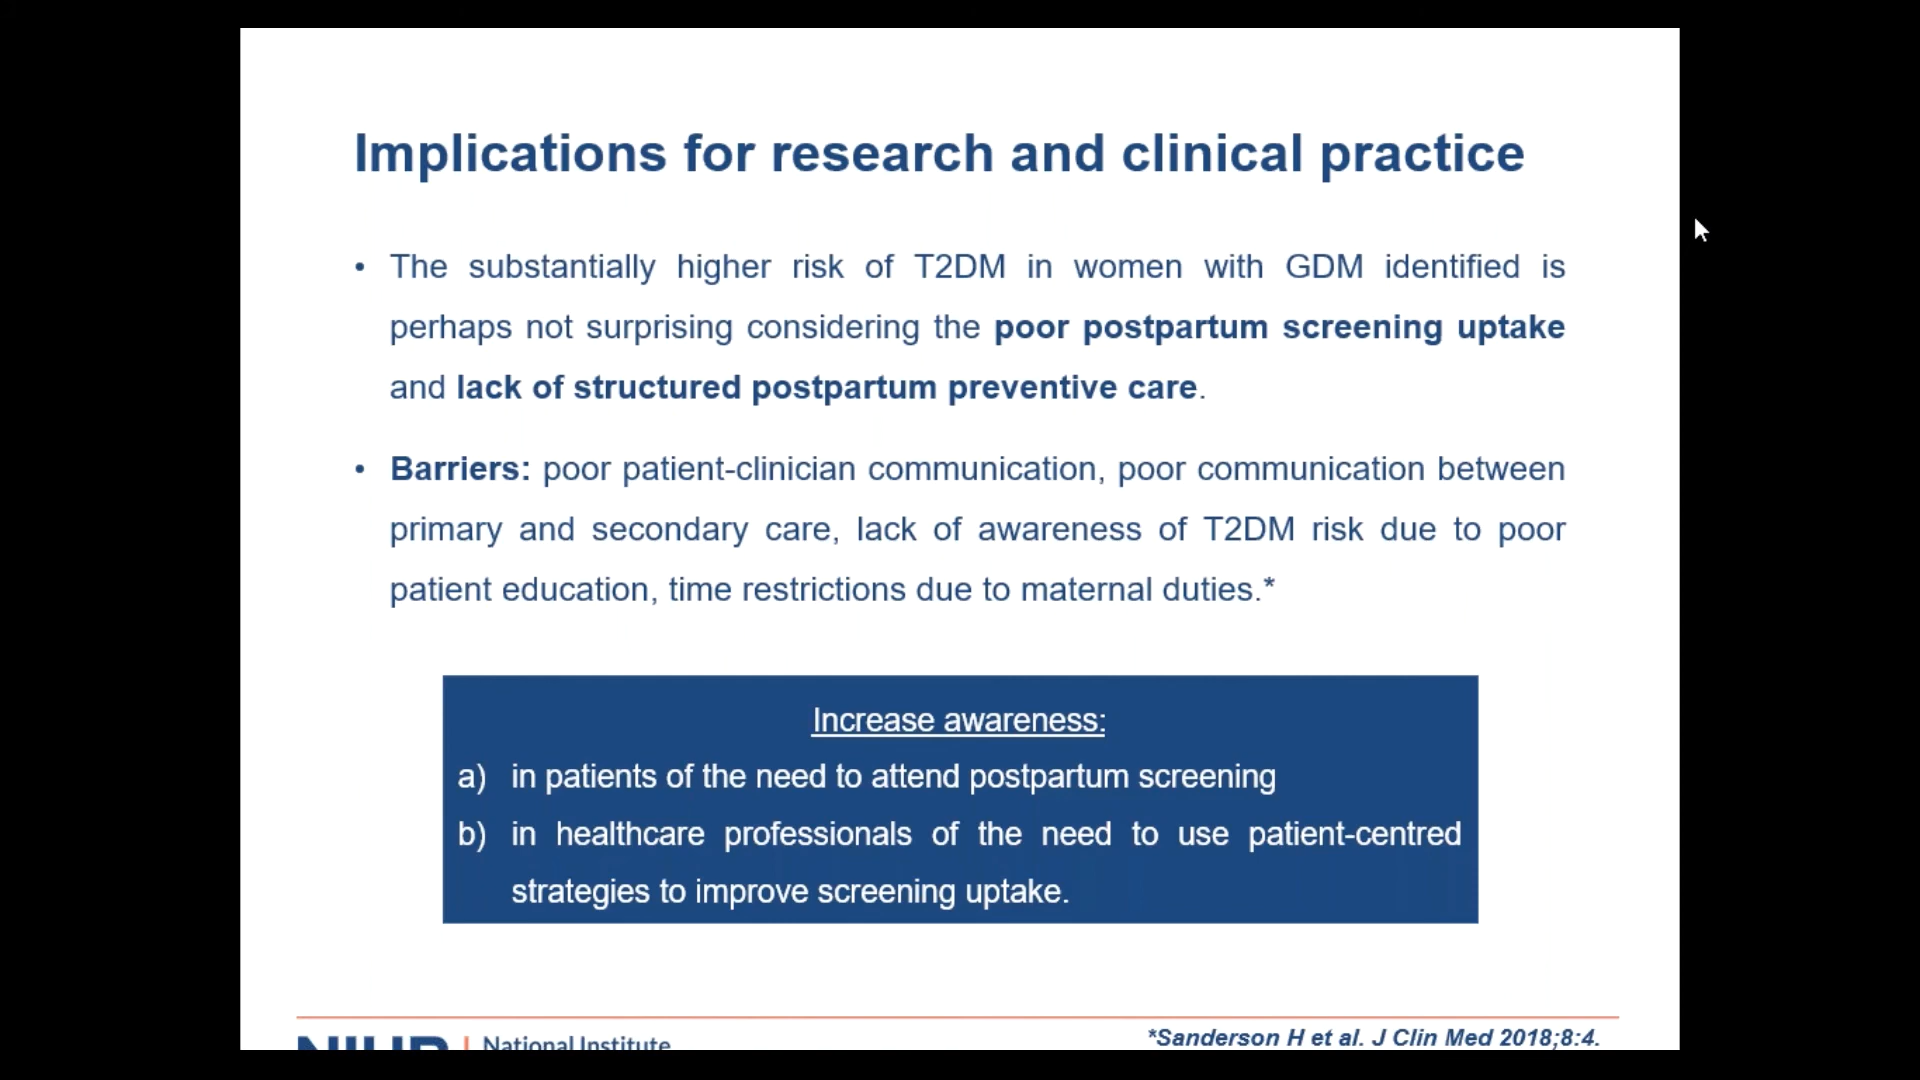 Implications for research and clinical practice
• The substantially higher risk of T2DM in women with GDM identified is
perhaps not surprising considering the poor postpartum screening uptake
and lack of structured postpartum preventive care.
• Barriers: poor patient-clinician communication, poor communication between
primary and secondary care, lack of awareness of T2DM risk due to poor
patient education, time restrictions due to maternal duties.*
Increase awareness:
a) in patients of the need to attend postpartum screening
b) in healthcare professionals of the need to use patient-centred
strategies to improve screening uptake.
NIHR | National Institute
*Sanderson H et al. J Clin Med 2018;8:4.